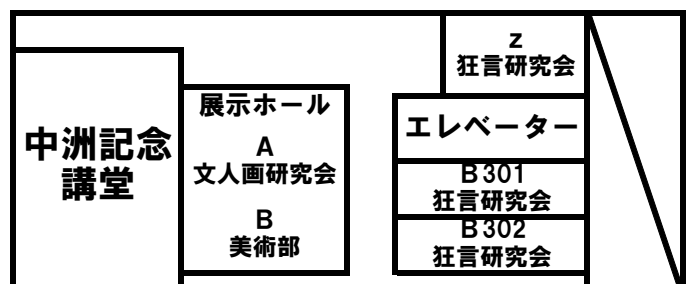 z
狂言研究会
中洲記念
講堂
展示ホール
A
文人画研究会
B
美術部
エレベーター
B301
狂言研究会
B302
狂言研究会